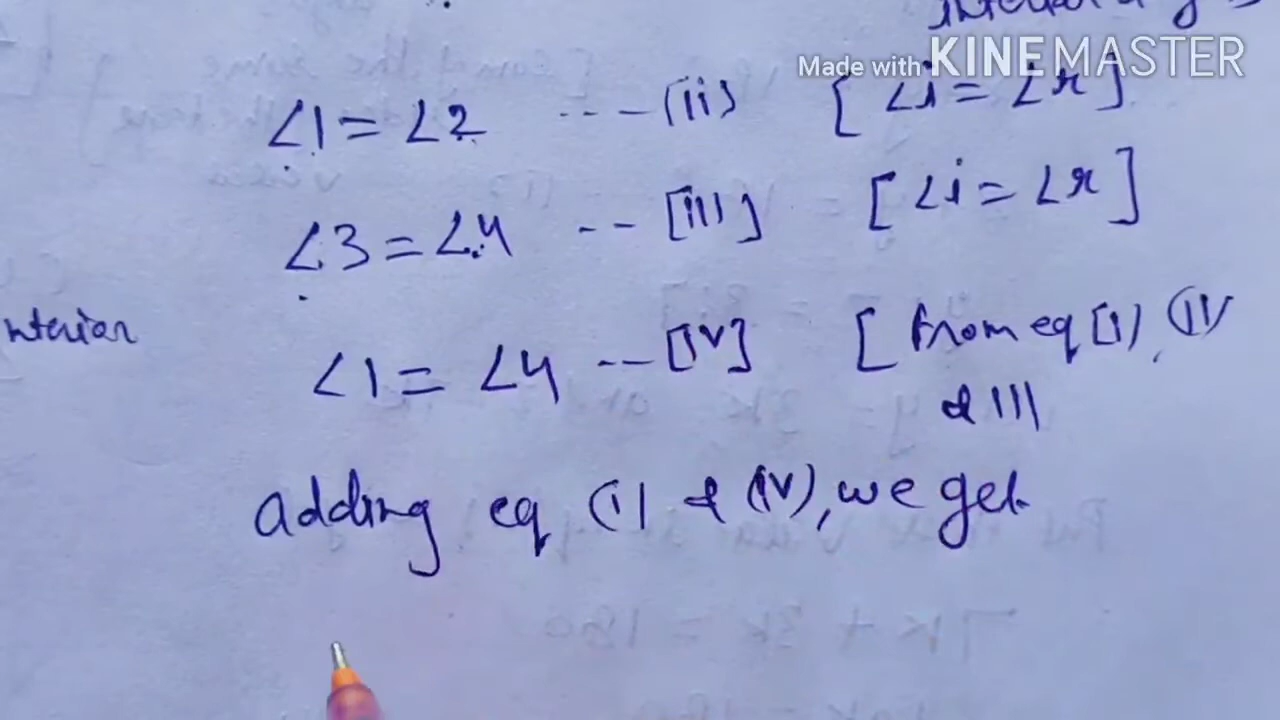 Made with KINEMASTER
∠1 = ∠2 ---(ii) [∠i = ∠r]
∠3 = ∠4 --[iii] [∠i = ∠r]
nterior
∠1 = ∠4 --[iv] [from eq (i), (ii)
& III
adding eq (i) & (iv), we get